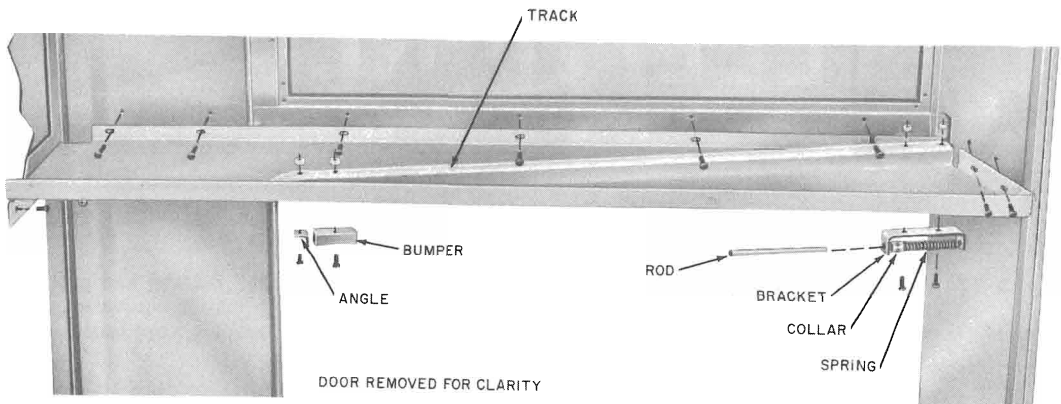 TRACK
BUMPER
ANGLE
ROD
BRACKET
COLLAR
SPRING
DOOR REMOVED FOR CLARITY